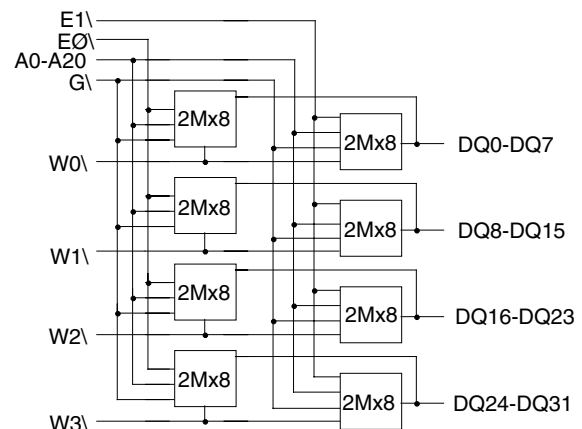 E1\
EØ\
A0-A20
G\
2Mx8
2Mx8
W0\
DQ0-DQ7
2Mx8
2Mx8
W1\
DQ8-DQ15
2Mx8
2Mx8
W2\
DQ16-DQ23
2Mx8
2Mx8
W3\
DQ24-DQ31